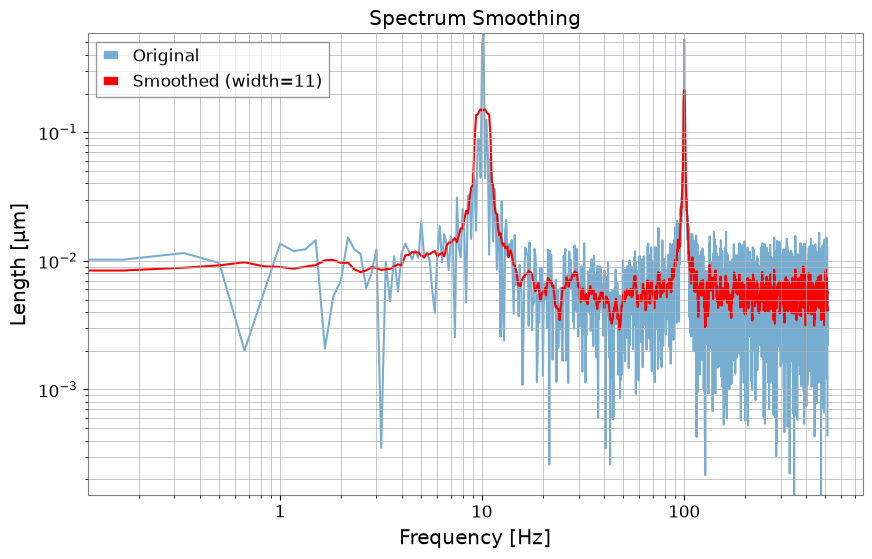 Spectrum Smoothing
Original
Smoothed (width=11)
Length [µm]
10⁻¹
10⁻²
10⁻³
1
10
100
Frequency [Hz]